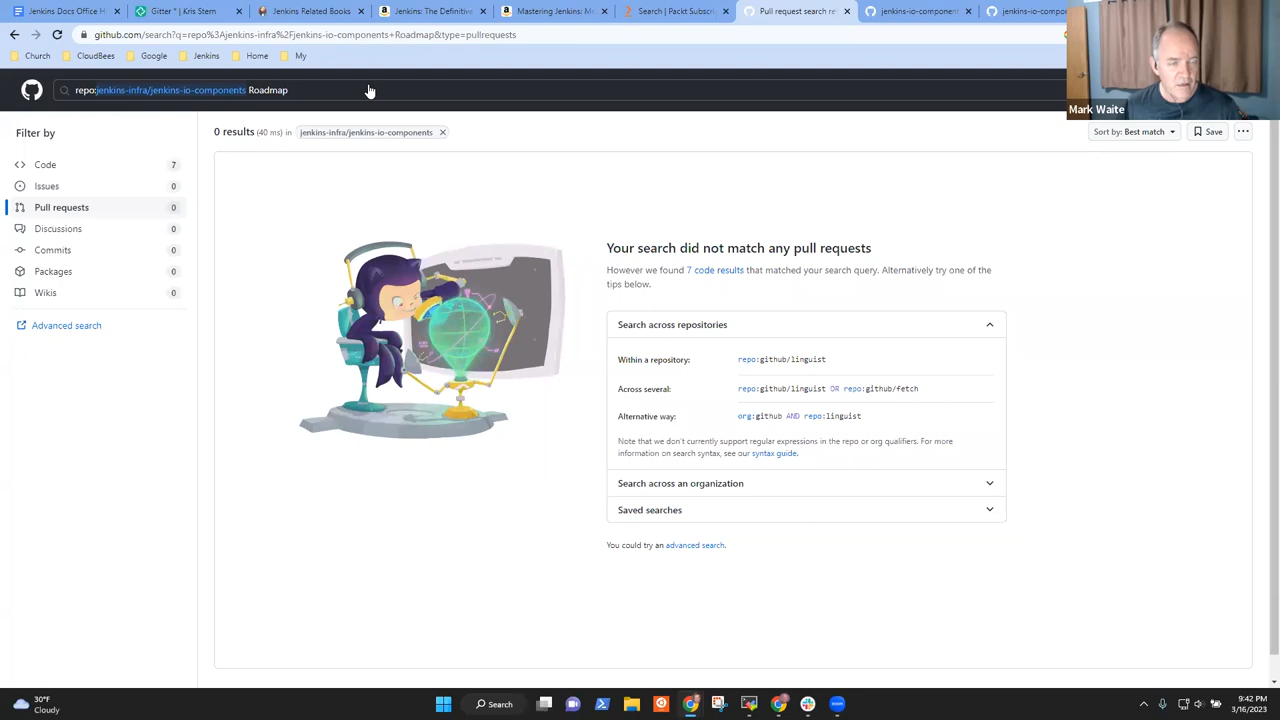 Jenkins Docs Office H
Gitter * | Kris Stern
Jenkins Related Books
Jenkins: The Definitive
Mastering Jenkins: M
Search | Packt Subscri
Pull request search re
jenkins-io-component
jenkins-io-compon
github.com/search?q=repo%3Ajenkins-infra%2Fjenkins-io-components+Roadmap&type=pullrequests
Church
CloudBees
Google
Jenkins
Home
My
repo:jenkins-infra/jenkins-io-components Roadmap
Mark Waite
Filter by
0 results (40 ms) in jenkins-infra/jenkins-io-components
Sort by: Best match
Save
Code 7
Issues 0
Pull requests 0
Discussions 0
Commits 0
Packages 0
Wikis 0
Advanced search
Your search did not match any pull requests
However we found 7 code results that matched your search query. Alternatively try one of the
tips below.
Search across repositories
Within a repository: repo:github/linguist
Across several: repo:github/linguist OR repo:github/fetch
Alternative way: org:github AND repo:linguist
Note that we don't currently support regular expressions in the repo or org qualifiers. For more
information on search syntax, see our syntax guide.
Search across an organization
Saved searches
You could try an advanced search.
30°F
Cloudy
Search
9:42 PM
3/16/2023